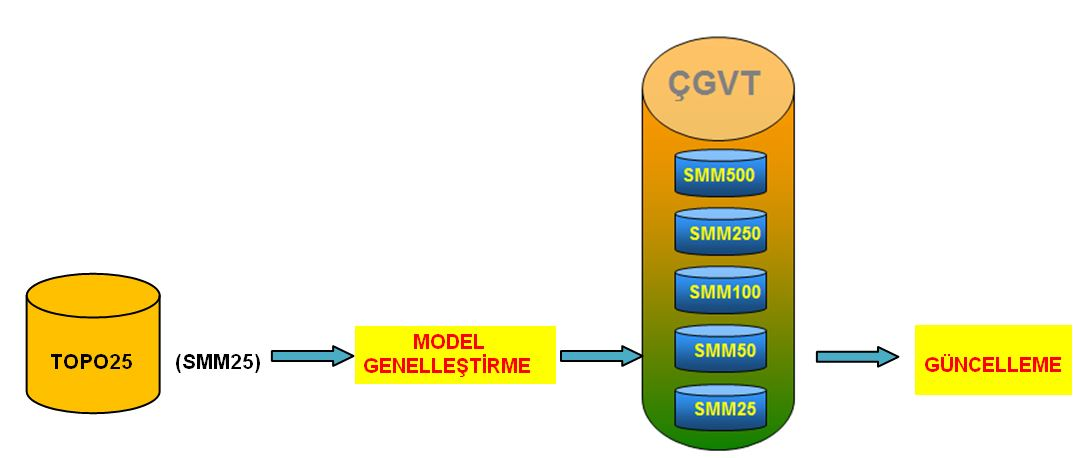 TOPO25
(SMM25)
MODEL
GENELLEŞTİRME
ÇGVT
SMM500
SMM250
SMM100
SMM50
SMM25
GÜNCELLEME